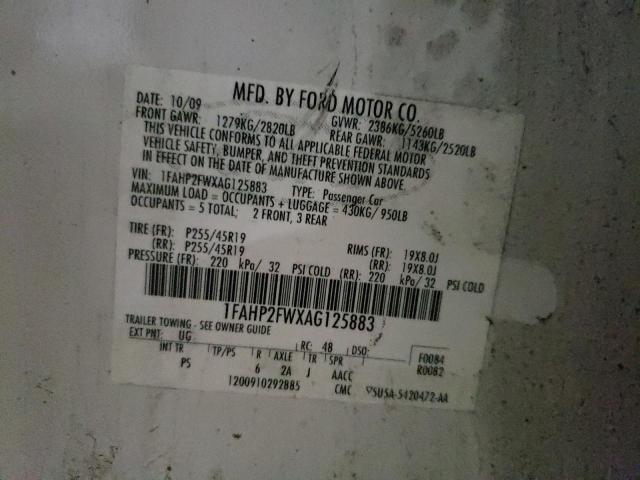 MFD. BY FORD MOTOR CO.
DATE: 10/09 GVWR: 2386KG/5260LB
FRONT GAWR: 1279KG/2820LB REAR GAWR: 1143KG/2520LB
THIS VEHICLE CONFORMS TO ALL APPLICABLE FEDERAL MOTOR
VEHICLE SAFETY, BUMPER, AND THEFT PREVENTION STANDARDS
IN EFFECT ON THE DATE OF MANUFACTURE SHOWN ABOVE.
VIN: 1FAHP2FWXAG125883 TYPE: Passenger Car
MAXIMUM LOAD = OCCUPANTS + LUGGAGE = 430KG/ 950LB
OCCUPANTS = 5 TOTAL; 2 FRONT, 3 REAR
TIRE (FR): P255/45R19 RIMS (FR): 19X8.0J
(RR): P255/45R19 (RR): 19X8.0J
PRESSURE (FR): 220 kPa/ 32 PSI COLD (RR): 220 kPa/ 32 PSI COLD
1FAHP2FWXAG125883
TRAILER TOWING - SEE OWNER GUIDE
EXT PNT: UG RC: 48 DSO: F0084
INT TR TP/PS R AXLE TR SPR R0082
P5 6 2A J AACC
1200910292885 CMC 5U5A-5420472-AA